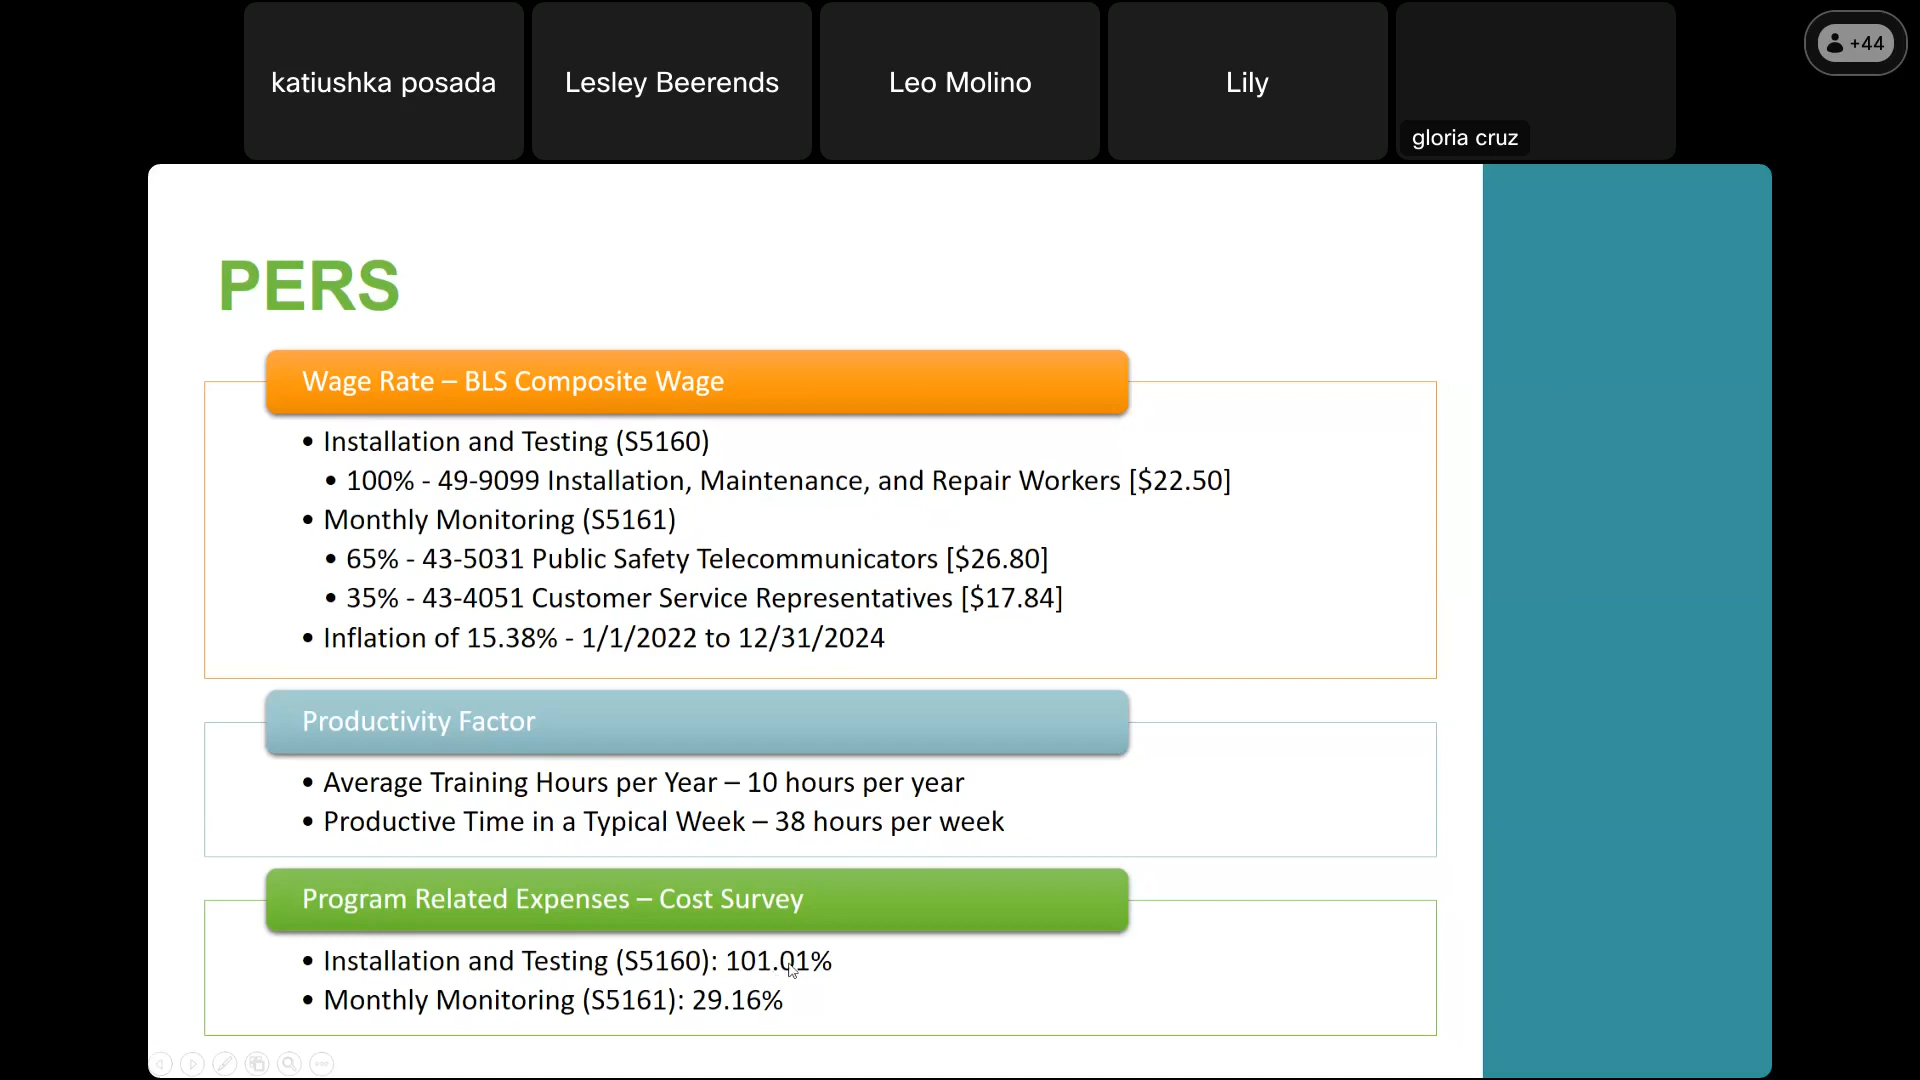 katiushka posada
Lesley Beerends
Leo Molino
Lily
gloria cruz
+44
PERS
Wage Rate – BLS Composite Wage
• Installation and Testing (S5160)
• 100% - 49-9099 Installation, Maintenance, and Repair Workers [$22.50]
• Monthly Monitoring (S5161)
• 65% - 43-5031 Public Safety Telecommunicators [$26.80]
• 35% - 43-4051 Customer Service Representatives [$17.84]
• Inflation of 15.38% - 1/1/2022 to 12/31/2024
Productivity Factor
• Average Training Hours per Year – 10 hours per year
• Productive Time in a Typical Week – 38 hours per week
Program Related Expenses – Cost Survey
• Installation and Testing (S5160): 101.01%
• Monthly Monitoring (S5161): 29.16%